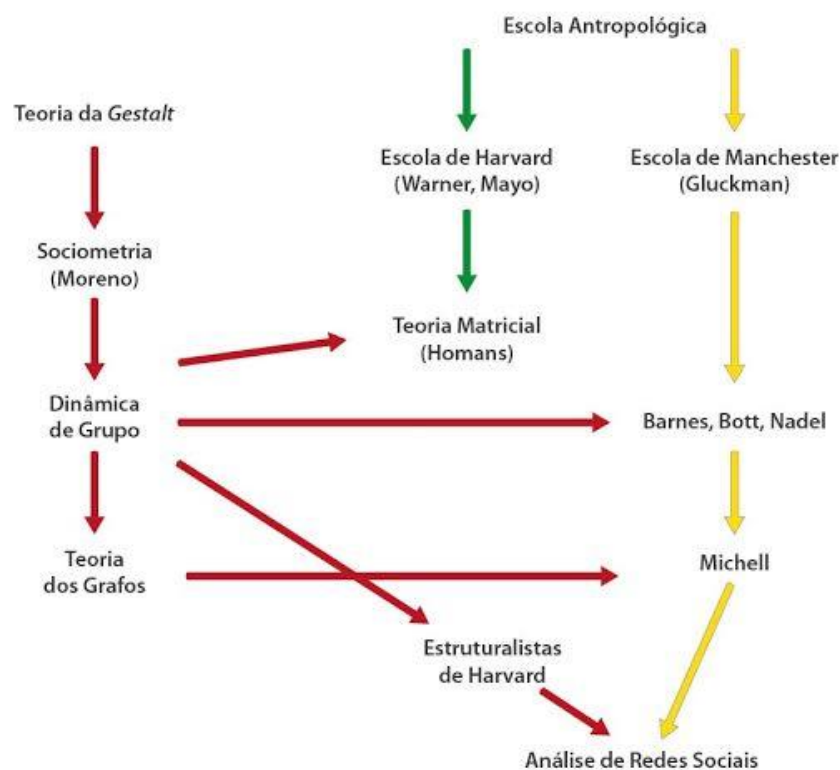 Escola Antropológica
Teoria da Gestalt
Escola de Harvard
(Warner, Mayo)
Escola de Manchester
(Gluckman)
Sociometria
(Moreno)
Teoria Matricial
(Homans)
Dinâmica
de Grupo
Barnes, Bott, Nadel
Teoria
dos Grafos
Michell
Estruturalistas
de Harvard
Análise de Redes Sociais